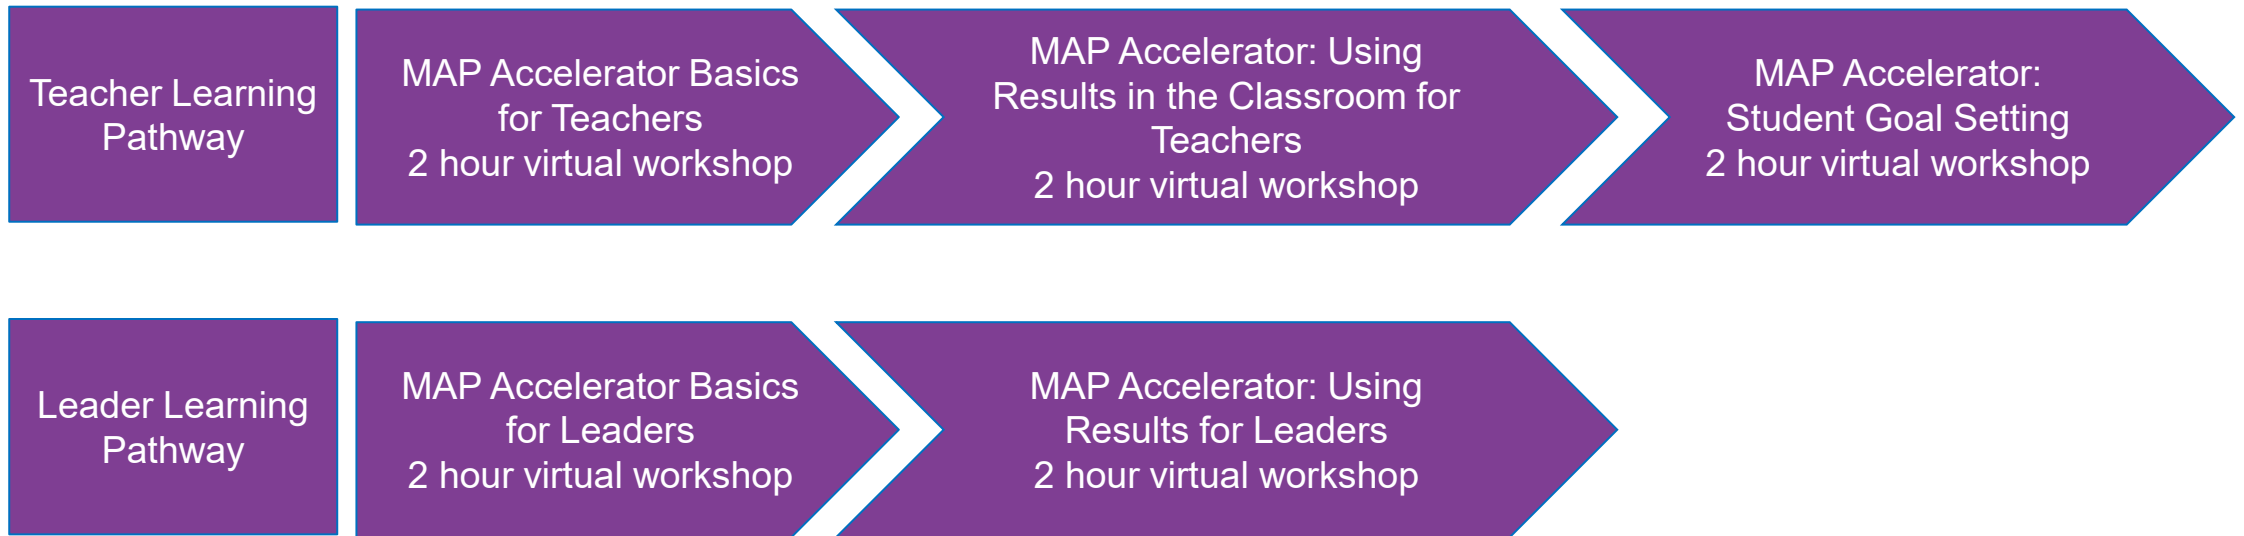 Teacher Learning
Pathway
MAP Accelerator Basics
for Teachers
2 hour virtual workshop
MAP Accelerator: Using
Results in the Classroom for
Teachers
2 hour virtual workshop
MAP Accelerator:
Student Goal Setting
2 hour virtual workshop
Leader Learning
Pathway
MAP Accelerator Basics
for Leaders
2 hour virtual workshop
MAP Accelerator: Using
Results for Leaders
2 hour virtual workshop